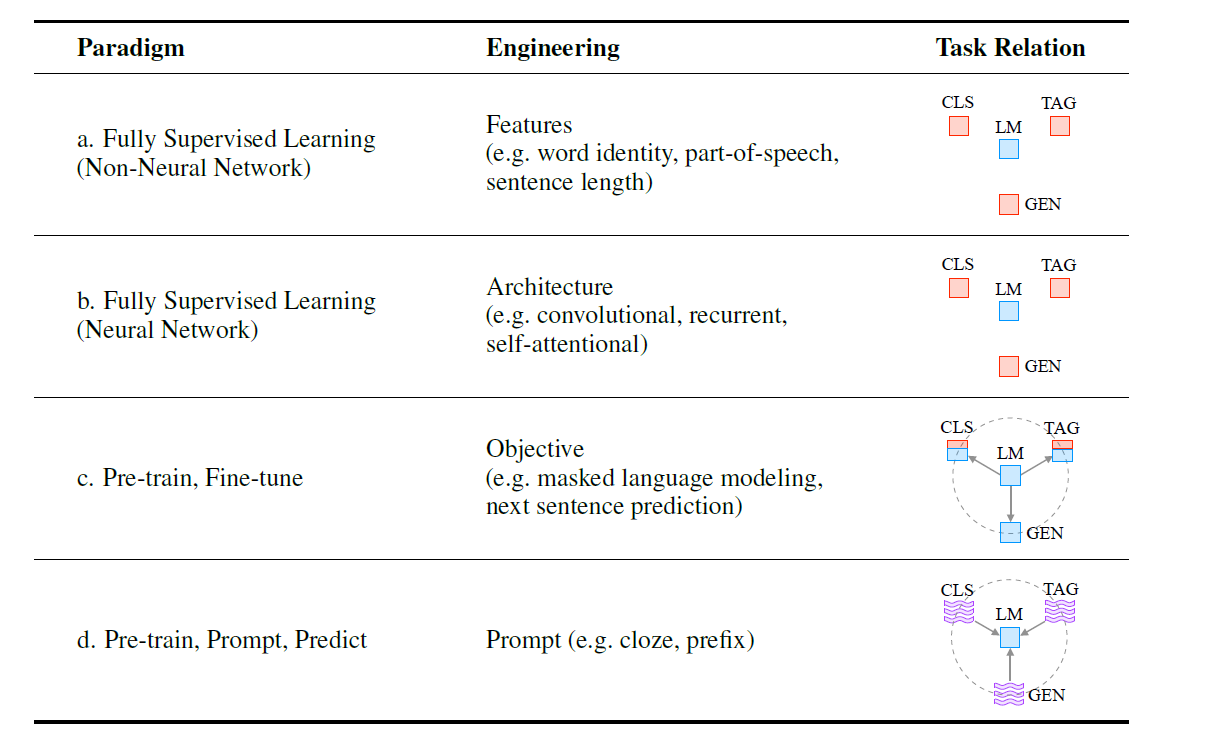 Paradigm Engineering Task Relation
a. Fully Supervised Learning
(Non-Neural Network)
Features
(e.g. word identity, part-of-speech,
sentence length)
CLS TAG
LM
GEN
b. Fully Supervised Learning
(Neural Network)
Architecture
(e.g. convolutional, recurrent,
self-attentional)
CLS TAG
LM
GEN
c. Pre-train, Fine-tune
Objective
(e.g. masked language modeling,
next sentence prediction)
CLS TAG
LM
GEN
d. Pre-train, Prompt, Predict
Prompt (e.g. cloze, prefix)
CLS TAG
LM
GEN